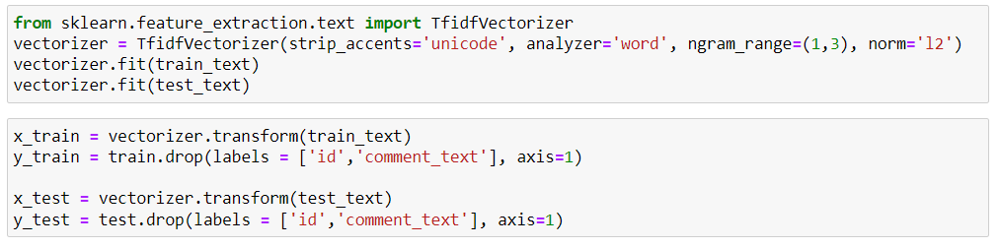 from sklearn.feature_extraction.text import TfidfVectorizer
vectorizer = TfidfVectorizer(strip_accents='unicode', analyzer='word', ngram_range=(1,3), norm='l2')
vectorizer.fit(train_text)
vectorizer.fit(test_text)
x_train = vectorizer.transform(train_text)
y_train = train.drop(labels = ['id','comment_text'], axis=1)
x_test = vectorizer.transform(test_text)
y_test = test.drop(labels = ['id','comment_text'], axis=1)